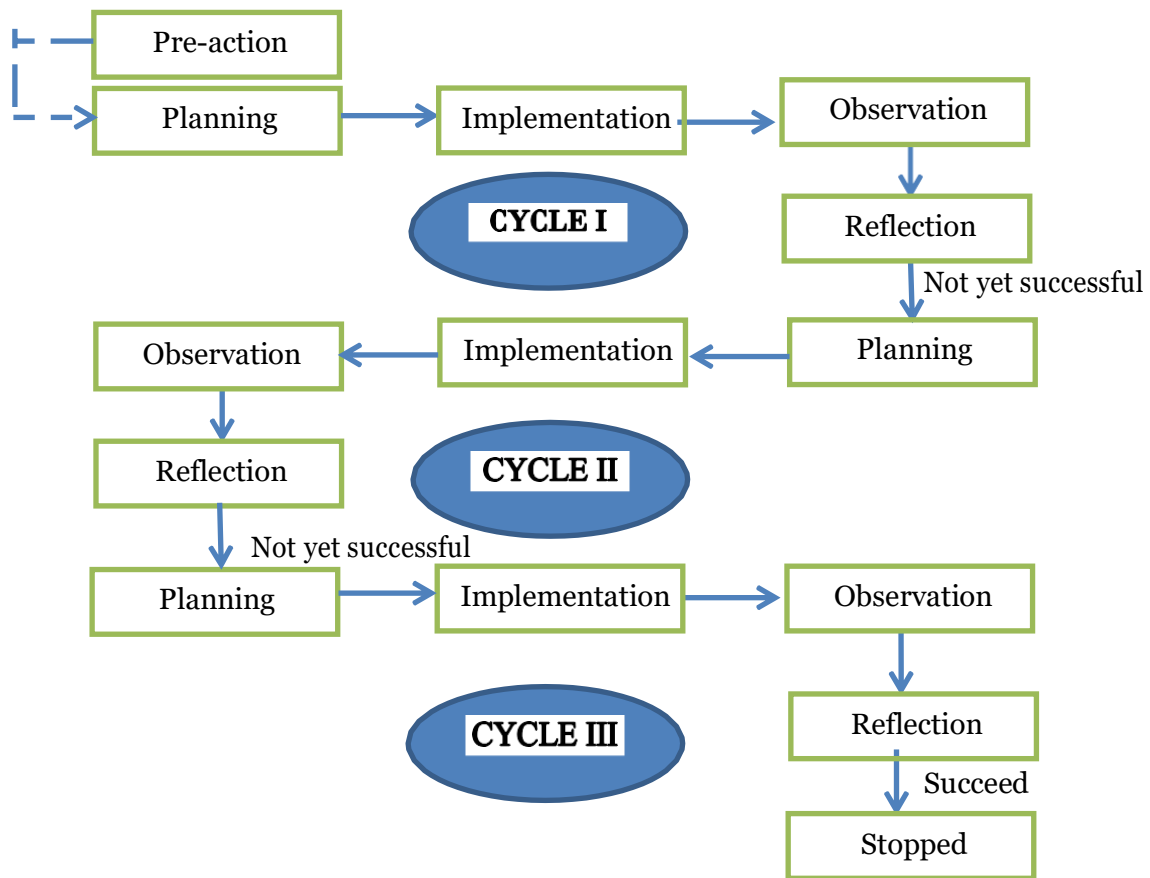 Pre-action
Planning
Implementation
Observation
CYCLE I
Reflection
Not yet successful
Planning
Implementation
Observation
Reflection
CYCLE II
Not yet successful
Planning
Implementation
Observation
CYCLE III
Reflection
Succeed
Stopped